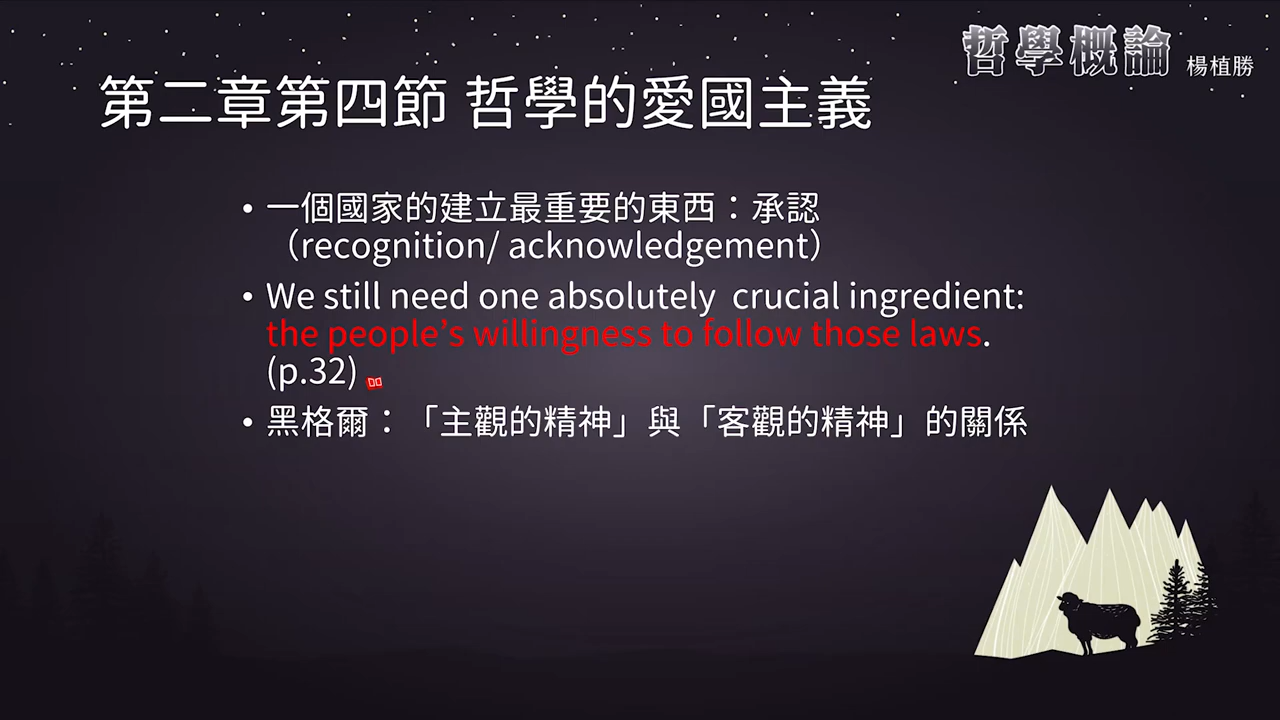 哲學概論 楊植勝
第二章第四節 哲學的愛國主義
• 一個國家的建立最重要的東西：承認
（recognition/ acknowledgement）
• We still need one absolutely  crucial ingredient:
the people’s willingness to follow those laws.
(p.32)
• 黑格爾：「主觀的精神」與「客觀的精神」的關係